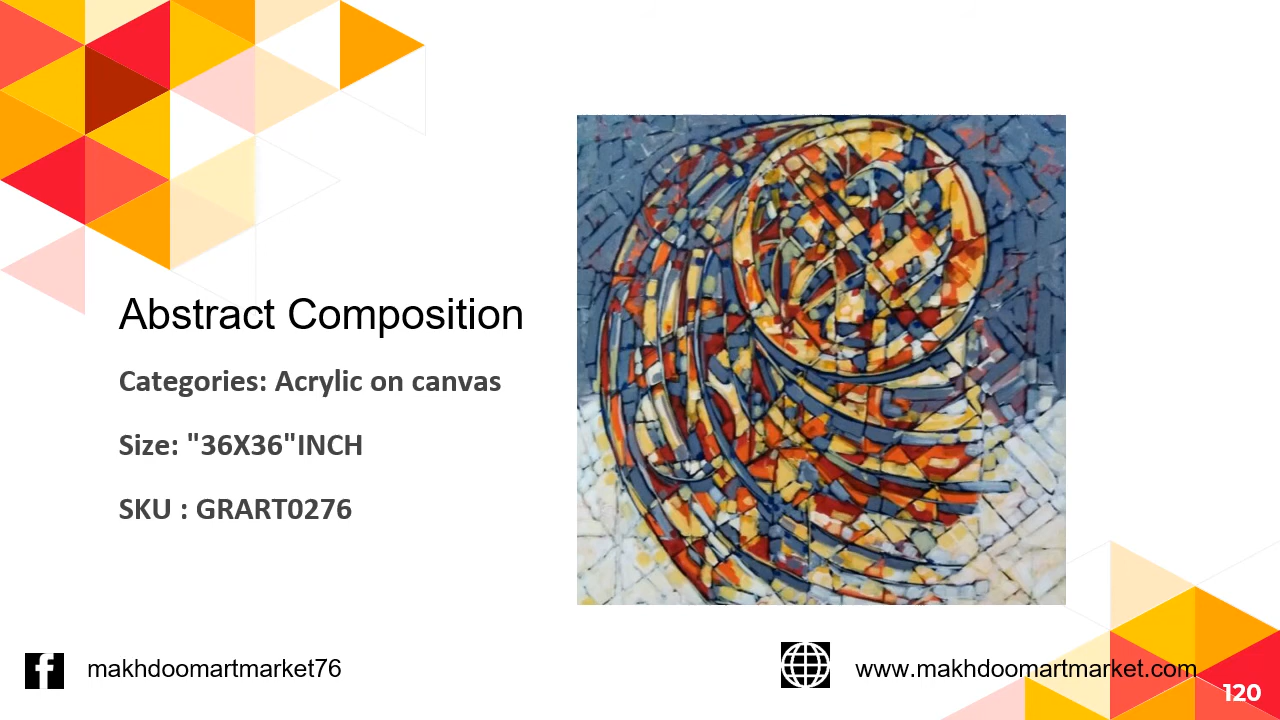 Abstract Composition
Categories: Acrylic on canvas
Size: "36X36"INCH
SKU : GRART0276
makhdoomartmarket76
www.makhdoomartmarket.com
120